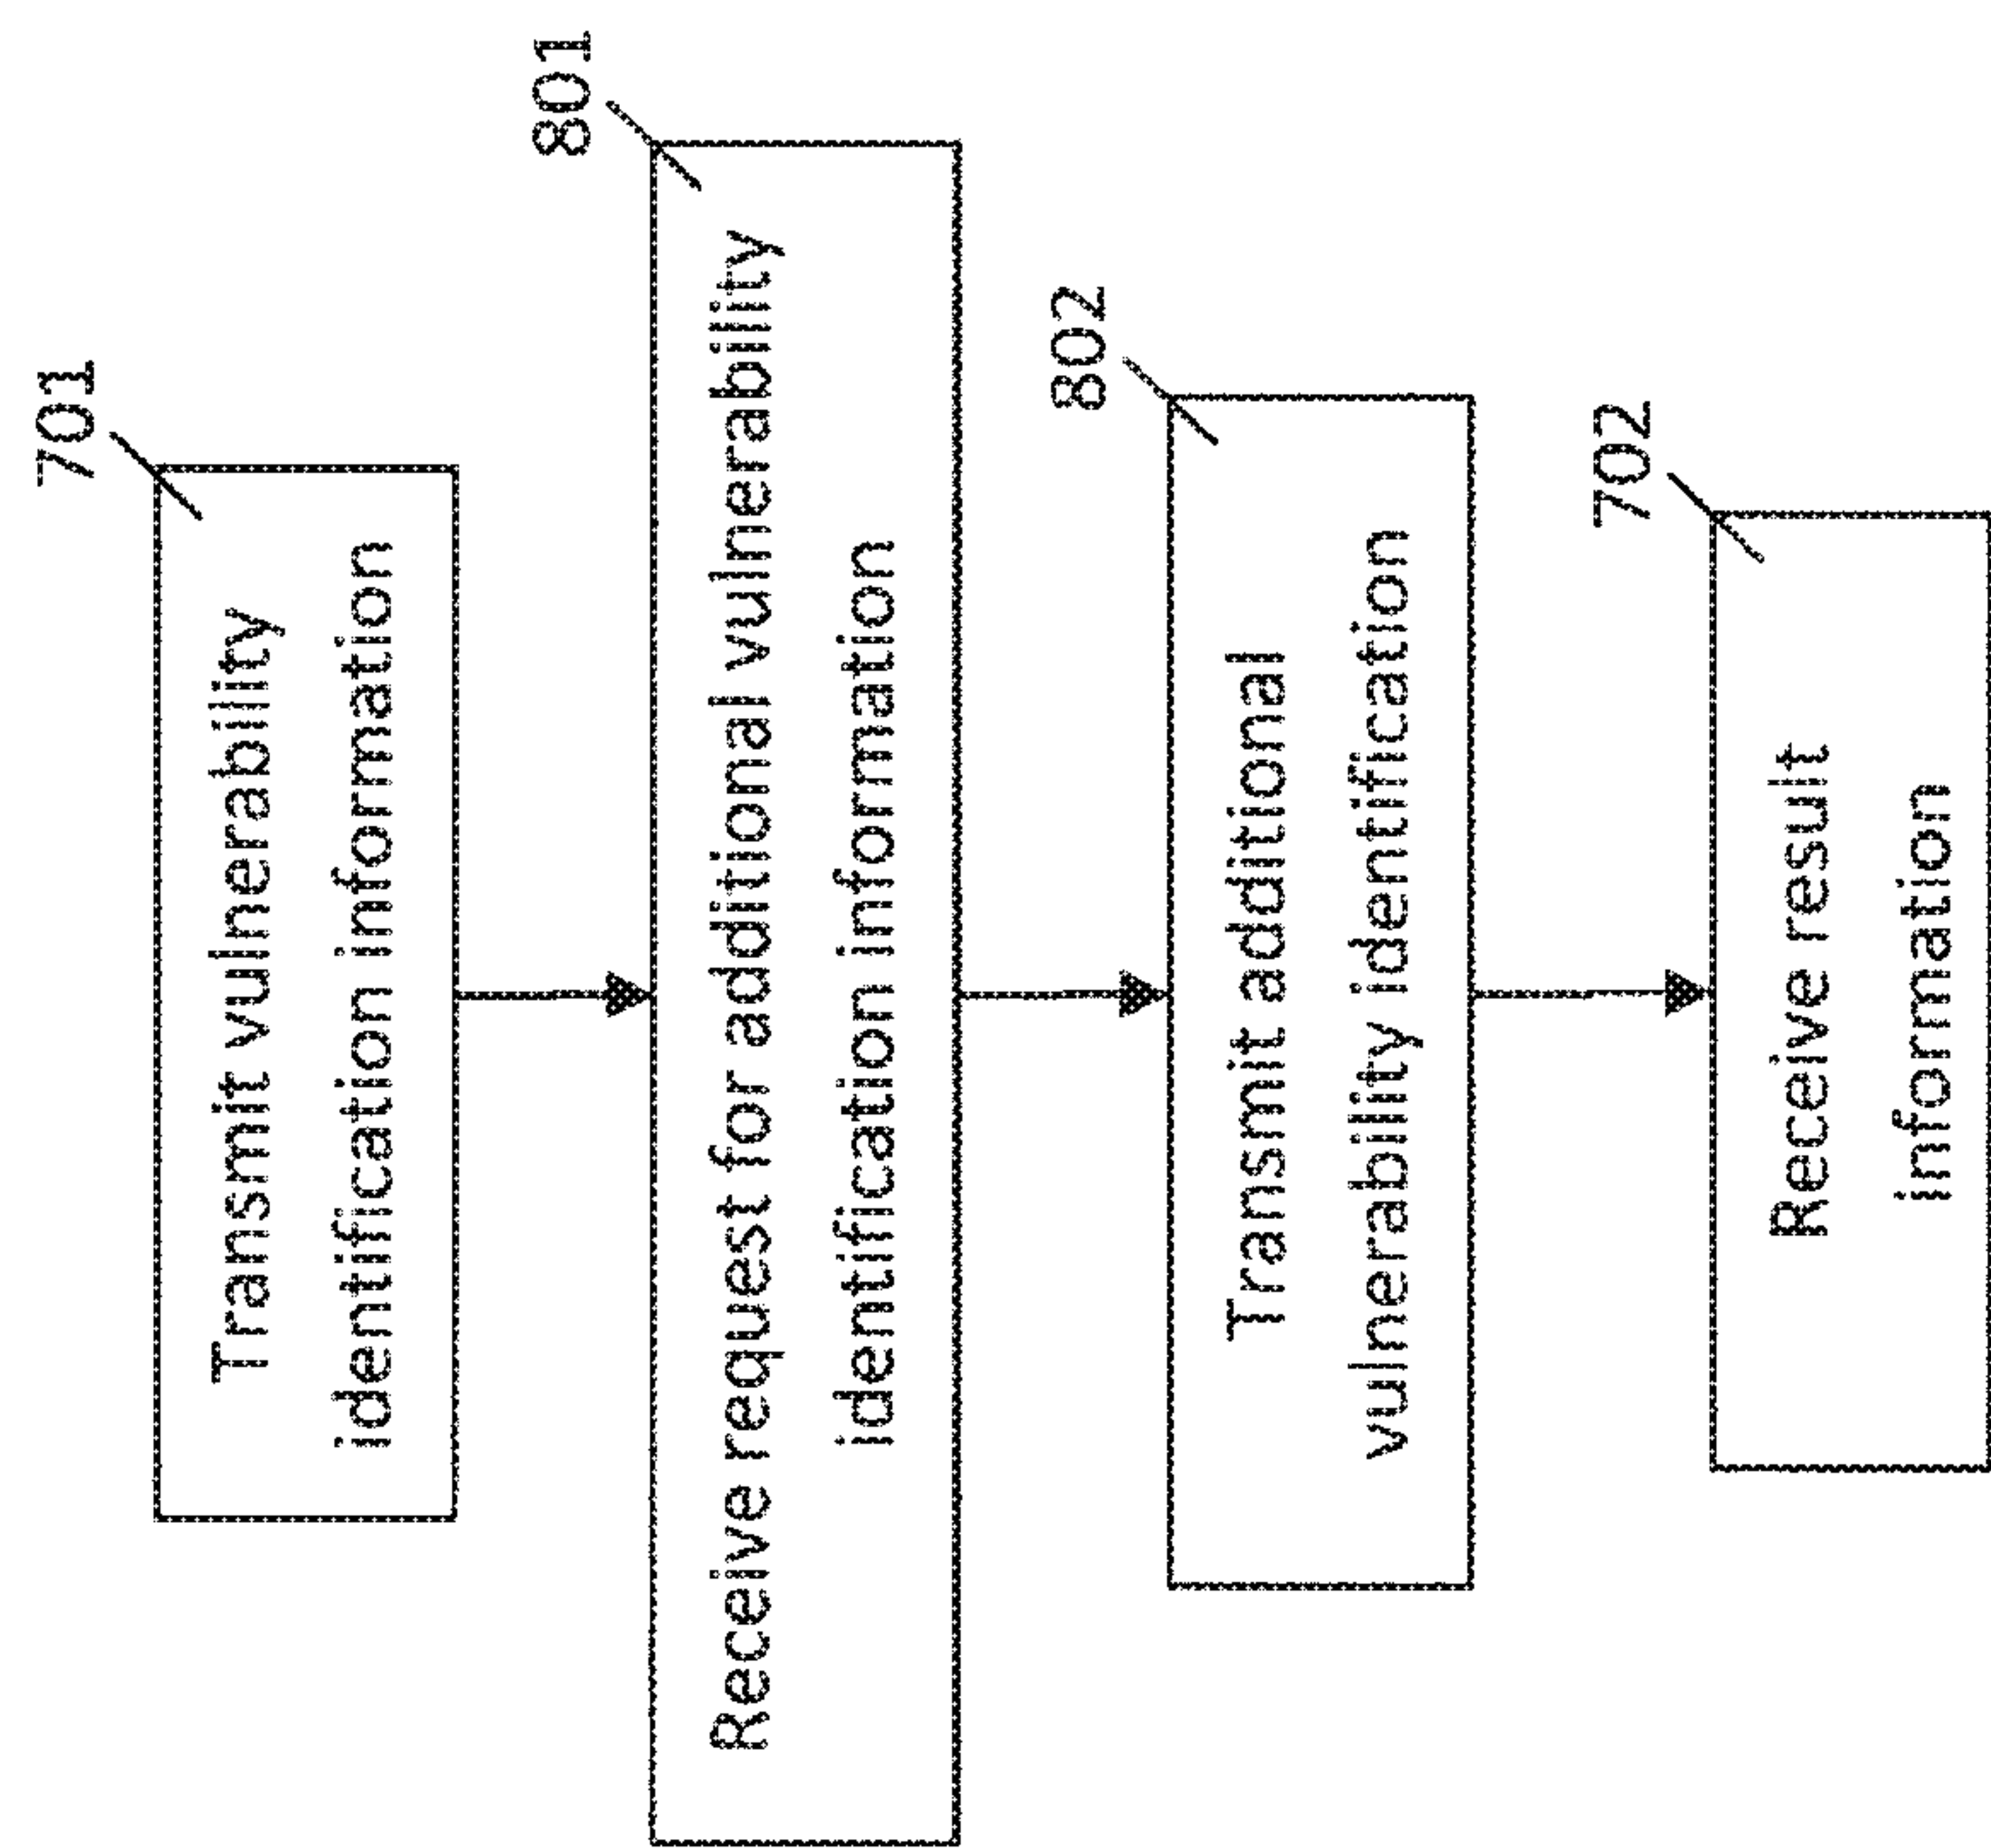 701
Transmit vulnerability
identification information
801
Receive request for additional vulnerability
identification information
802
Transmit additional
vulnerability identification
702
Receive result
information